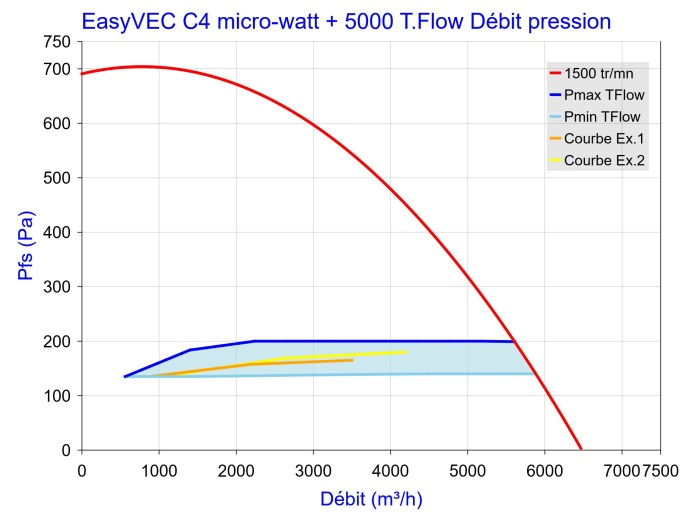 EasyVEC C4 micro-watt + 5000 T.Flow Débit pression
750
700
600
500
400
300
200
100
0
Pfs (Pa)
1500 tr/mn
Pmax TFlow
Pmin TFlow
Courbe Ex.1
Courbe Ex.2
0 1000 2000 3000 4000 5000 6000 7000 7500
Débit (m³/h)